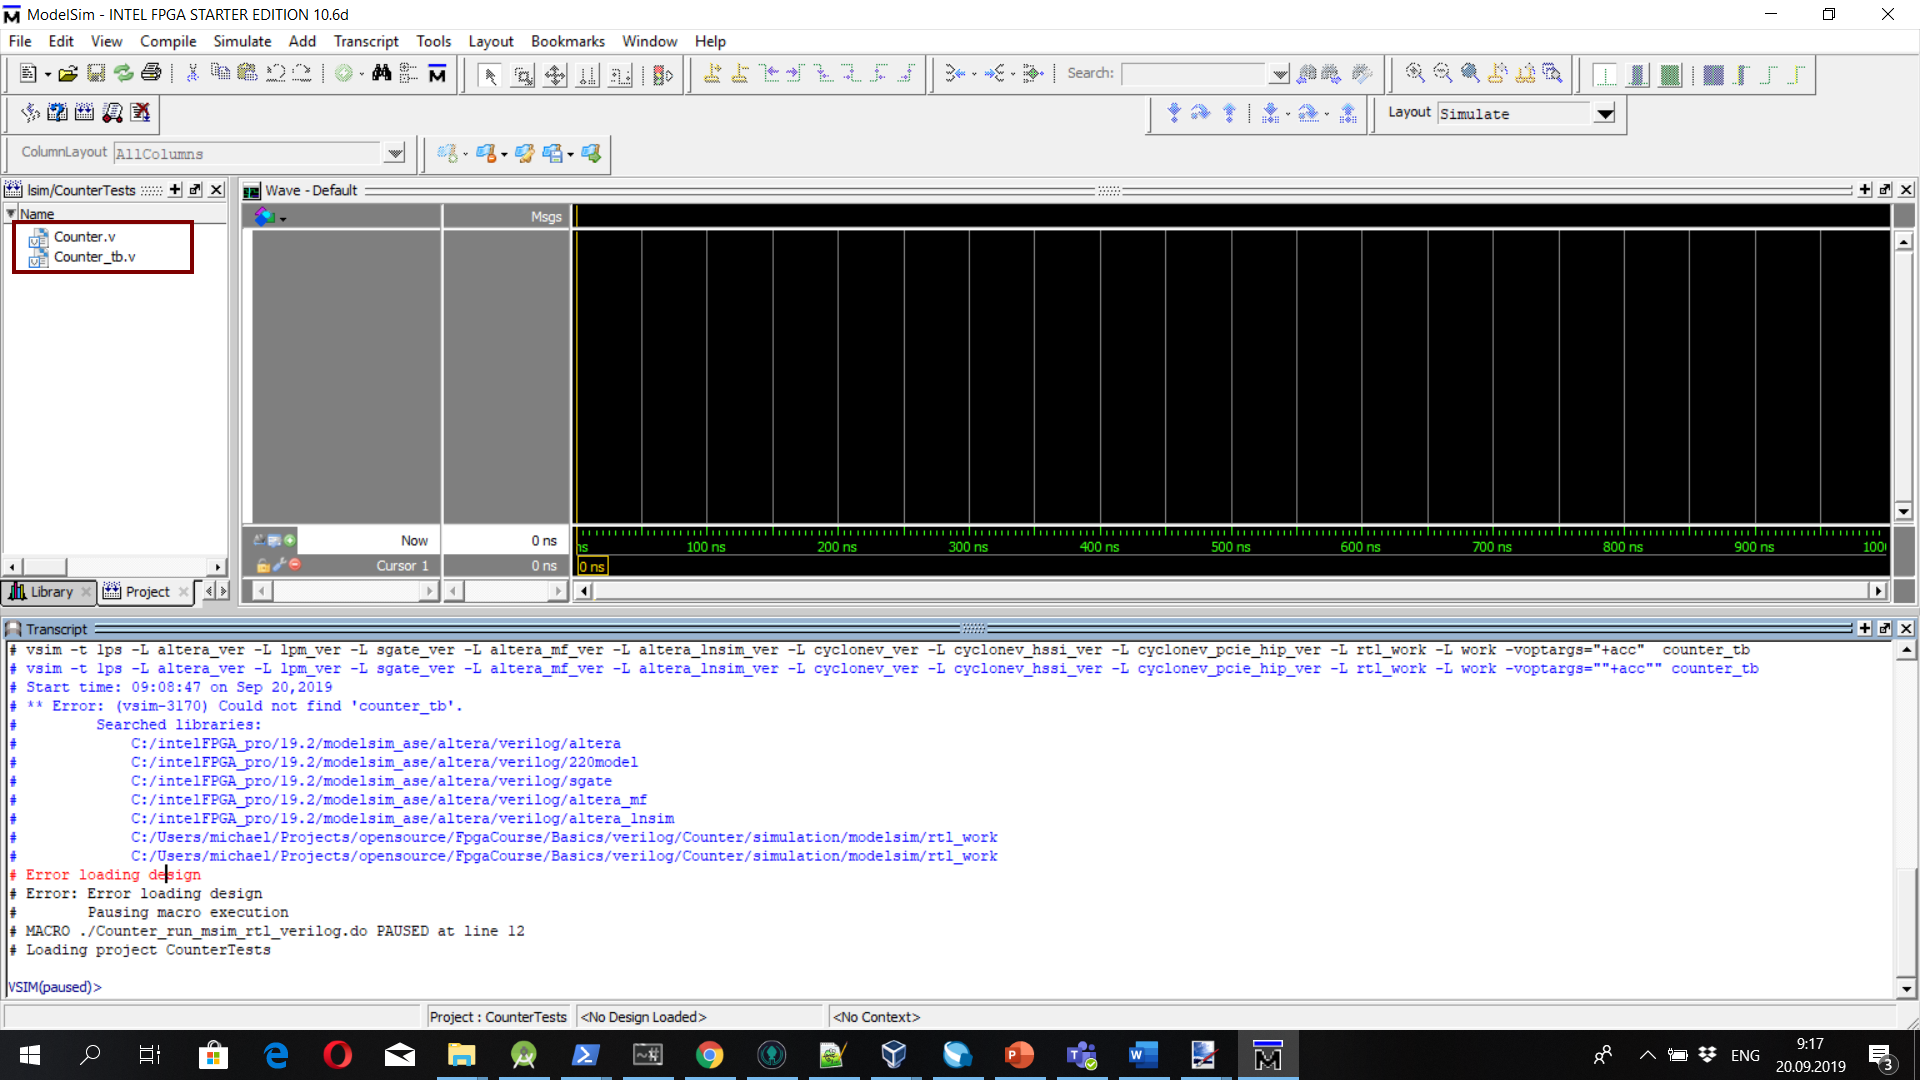 ModelSim - INTEL FPGA STARTER EDITION 10.6d
File Edit View Compile Simulate Add Transcript Tools Layout Bookmarks Window Help
Search:
Layout Simulate
ColumnLayout AllColumns
lsim/CounterTests
Wave - Default
Name
Msgs
Counter.v
Counter_tb.v
Now 0 ns
ns 100 ns 200 ns 300 ns 400 ns 500 ns 600 ns 700 ns 800 ns 900 ns 1000
Cursor 1 0 ns 0 ns
Library Project
Transcript
# vsim -t 1ps -L altera_ver -L lpm_ver -L sgate_ver -L altera_mf_ver -L altera_lnsim_ver -L cyclonev_ver -L cyclonev_hssi_ver -L cyclonev_pcie_hip_ver -L rtl_work -L work -voptargs="+acc"  counter_tb
# vsim -t 1ps -L altera_ver -L lpm_ver -L sgate_ver -L altera_mf_ver -L altera_lnsim_ver -L cyclonev_ver -L cyclonev_hssi_ver -L cyclonev_pcie_hip_ver -L rtl_work -L work -voptargs=""+acc"" counter_tb
# Start time: 09:08:47 on Sep 20,2019
# ** Error: (vsim-3170) Could not find 'counter_tb'.
#         Searched libraries:
#             C:/intelFPGA_pro/19.2/modelsim_ase/altera/verilog/altera
#             C:/intelFPGA_pro/19.2/modelsim_ase/altera/verilog/220model
#             C:/intelFPGA_pro/19.2/modelsim_ase/altera/verilog/sgate
#             C:/intelFPGA_pro/19.2/modelsim_ase/altera/verilog/altera_mf
#             C:/intelFPGA_pro/19.2/modelsim_ase/altera/verilog/altera_lnsim
#             C:/Users/michael/Projects/opensource/FpgaCourse/Basics/verilog/Counter/simulation/modelsim/rtl_work
#             C:/Users/michael/Projects/opensource/FpgaCourse/Basics/verilog/Counter/simulation/modelsim/rtl_work
# Error loading design
# Error: Error loading design
#        Pausing macro execution
# MACRO ./Counter_run_msim_rtl_verilog.do PAUSED at line 12
# Loading project CounterTests
VSIM(paused)>
Project : CounterTests <No Design Loaded> <No Context>
ENG 9:17
20.09.2019
3